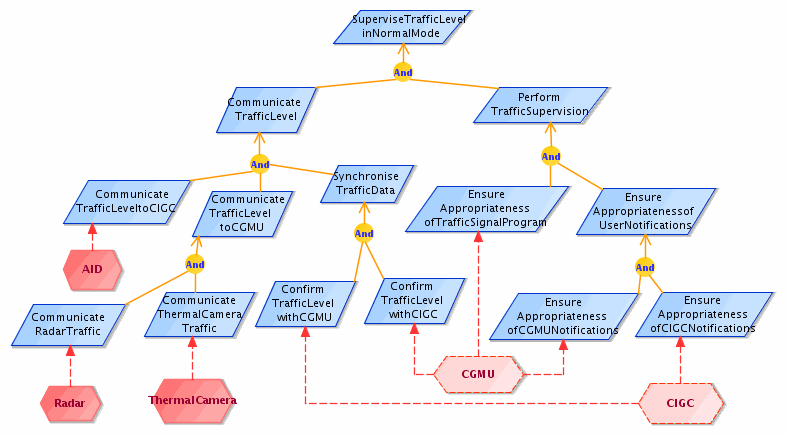 SuperviseTrafficLevel
inNormalMode
And
Communicate
TrafficLevel
Perform
TrafficSupervision
And
And
Communicate
TrafficLeveltoCIGC
Communicate
TrafficLevel
toCGMU
Synchronise
TrafficData
Ensure
Appropriateness
ofTrafficSignalProgram
Ensure
Appropriatenessof
UserNotifications
And
And
And
AID
Communicate
RadarTraffic
Communicate
ThermalCamera
Traffic
Confirm
TrafficLevel
withCGMU
Confirm
TrafficLevel
withCIGC
Ensure
Appropriateness
ofCGMUNotifications
Ensure
Appropriateness
ofCIGCNotifications
Radar
ThermalCamera
CGMU
CIGC